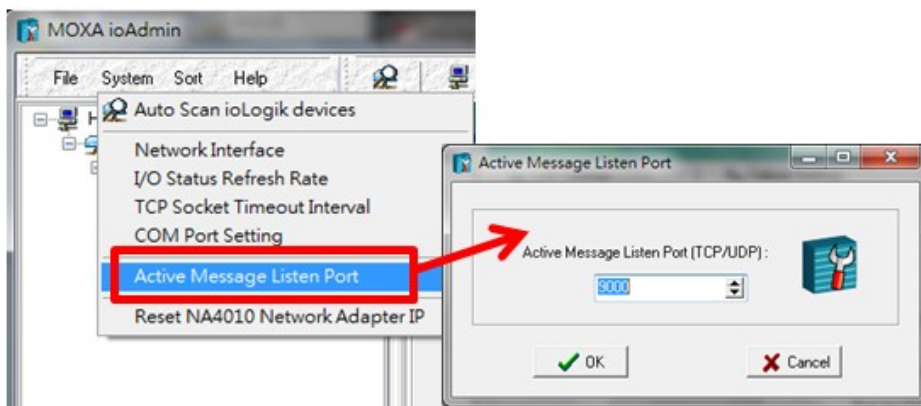 MOXA ioAdmin
File System Sort Help
Auto Scan ioLogik devices
Network Interface
I/O Status Refresh Rate
TCP Socket Timeout Interval
COM Port Setting
Active Message Listen Port
Reset NA4010 Network Adapter IP
Active Message Listen Port
Active Message Listen Port (TCP/UDP) :
9000
OK
Cancel